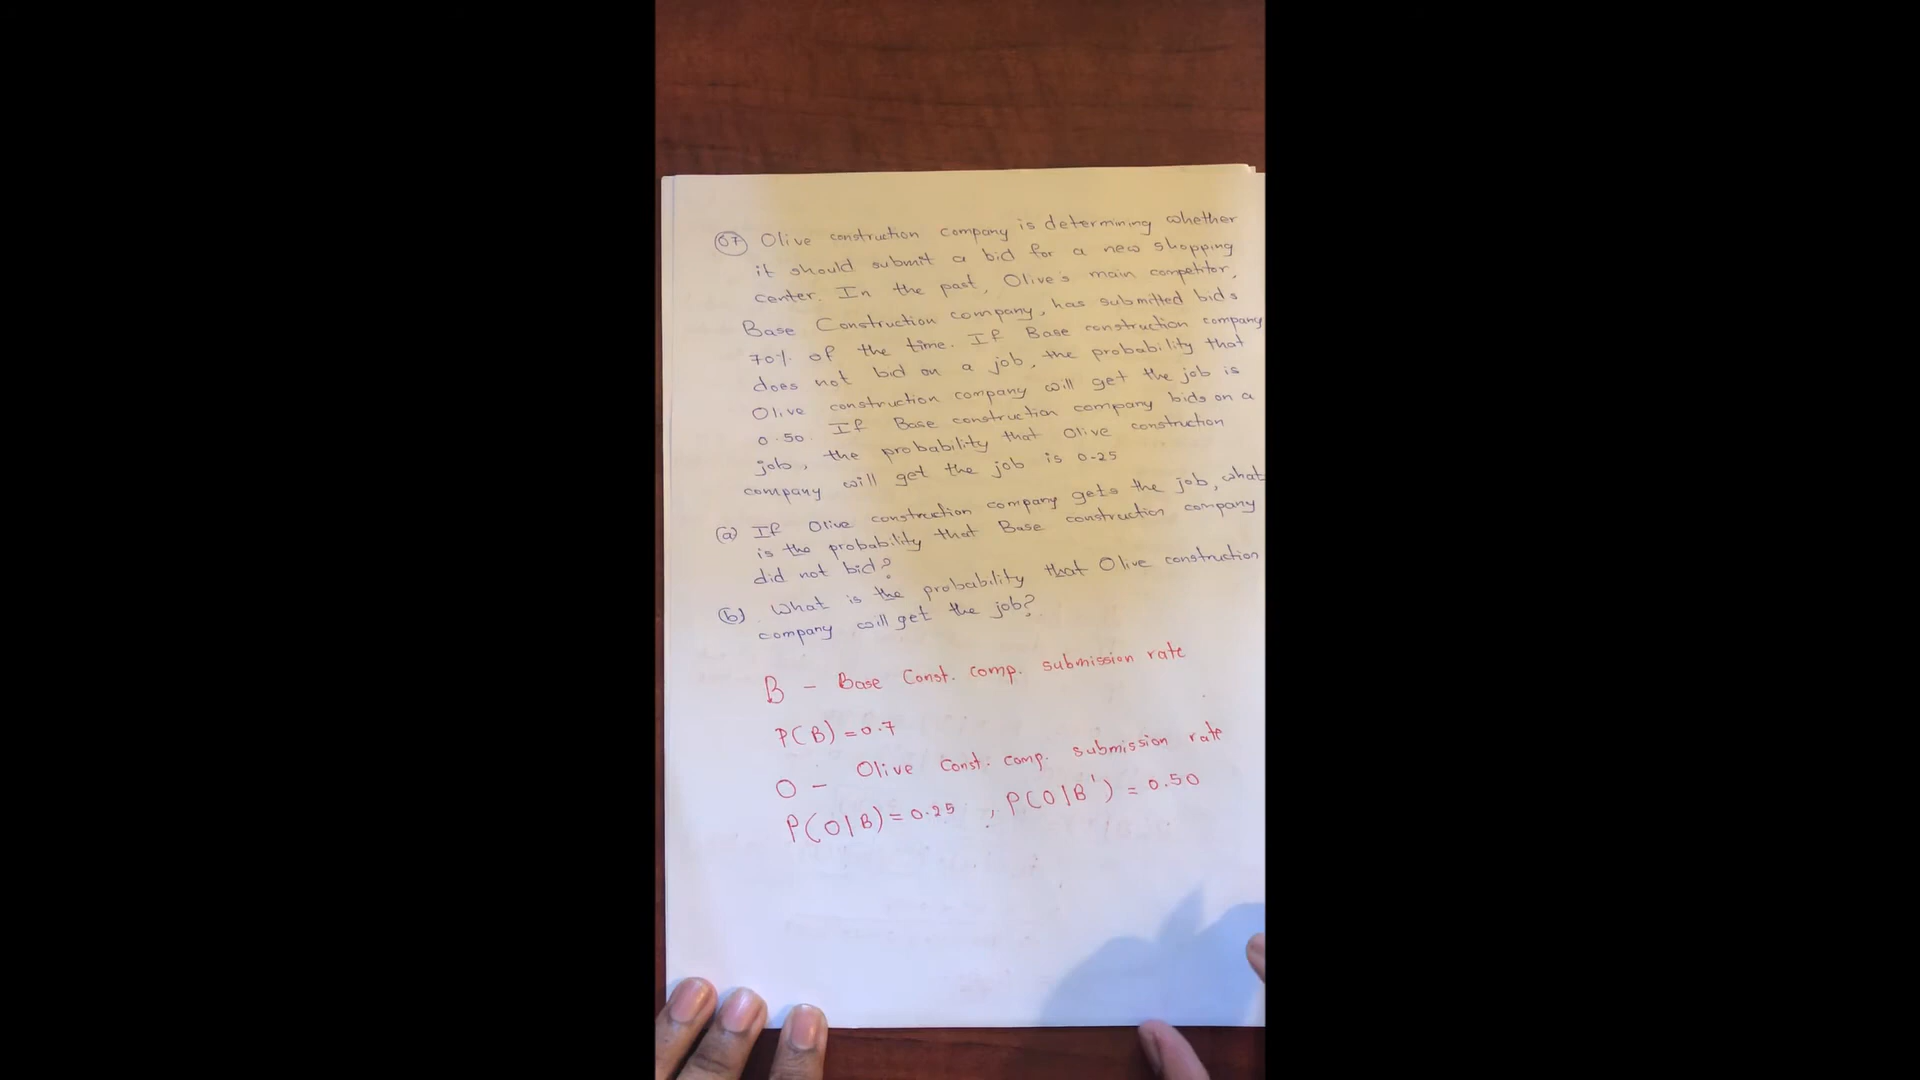 07 Olive construction company is determining whether
it should submit a bid for a new shopping
center. In the past, Olive's main competitor,
Base Construction company, has submitted bids
70% of the time. If Base construction company
does not bid on a job, the probability that
Olive construction company will get the job is
0.50. If Base construction company bids on a
job, the probability that Olive construction
company will get the job is 0.25
(a) If Olive construction company gets the job, what
is the probability that Base construction company
did not bid?
(b) What is the probability that Olive construction
company will get the job?
B - Base Const. comp. submission rate
P(B) = 0.7
O - Olive Const. comp. submission rate
P(O|B) = 0.25 , P(O|B') = 0.50